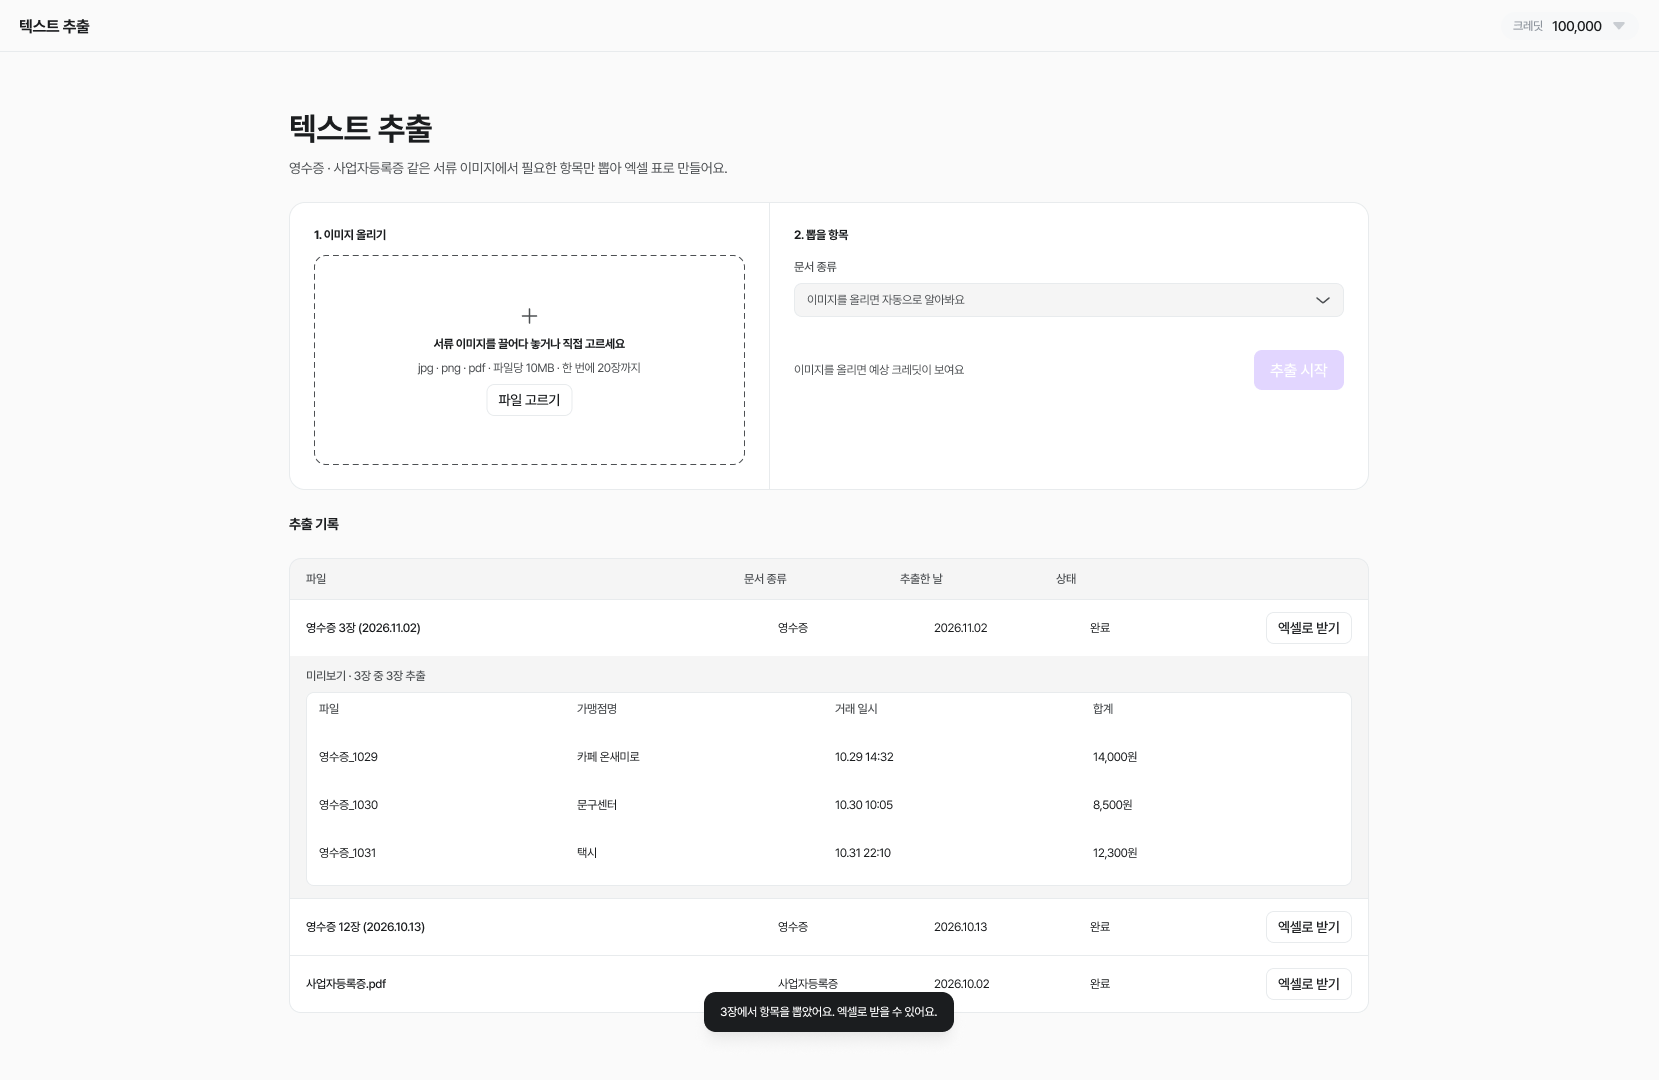 텍스트 추출
크레딧 100,000
텍스트 추출
영수증 · 사업자등록증 같은 서류 이미지에서 필요한 항목만 뽑아 엑셀 표로 만들어요.
1. 이미지 올리기
서류 이미지를 끌어다 놓거나 직접 고르세요
jpg · png · pdf · 파일당 10MB · 한 번에 20장까지
파일 고르기
2. 뽑을 항목
문서 종류
이미지를 올리면 자동으로 알아봐요
이미지를 올리면 예상 크레딧이 보여요
추출 시작
추출 기록
파일 문서 종류 추출한 날 상태
영수증 3장 (2026.11.02) 영수증 2026.11.02 완료 엑셀로 받기
미리보기 · 3장 중 3장 추출
파일 가맹점명 거래 일시 합계
영수증_1029 카페 온새미로 10.29 14:32 14,000원
영수증_1030 문구센터 10.30 10:05 8,500원
영수증_1031 택시 10.31 22:10 12,300원
영수증 12장 (2026.10.13) 영수증 2026.10.13 완료 엑셀로 받기
사업자등록증.pdf 사업자등록증 2026.10.02 완료 엑셀로 받기
3장에서 항목을 뽑았어요. 엑셀로 받을 수 있어요.